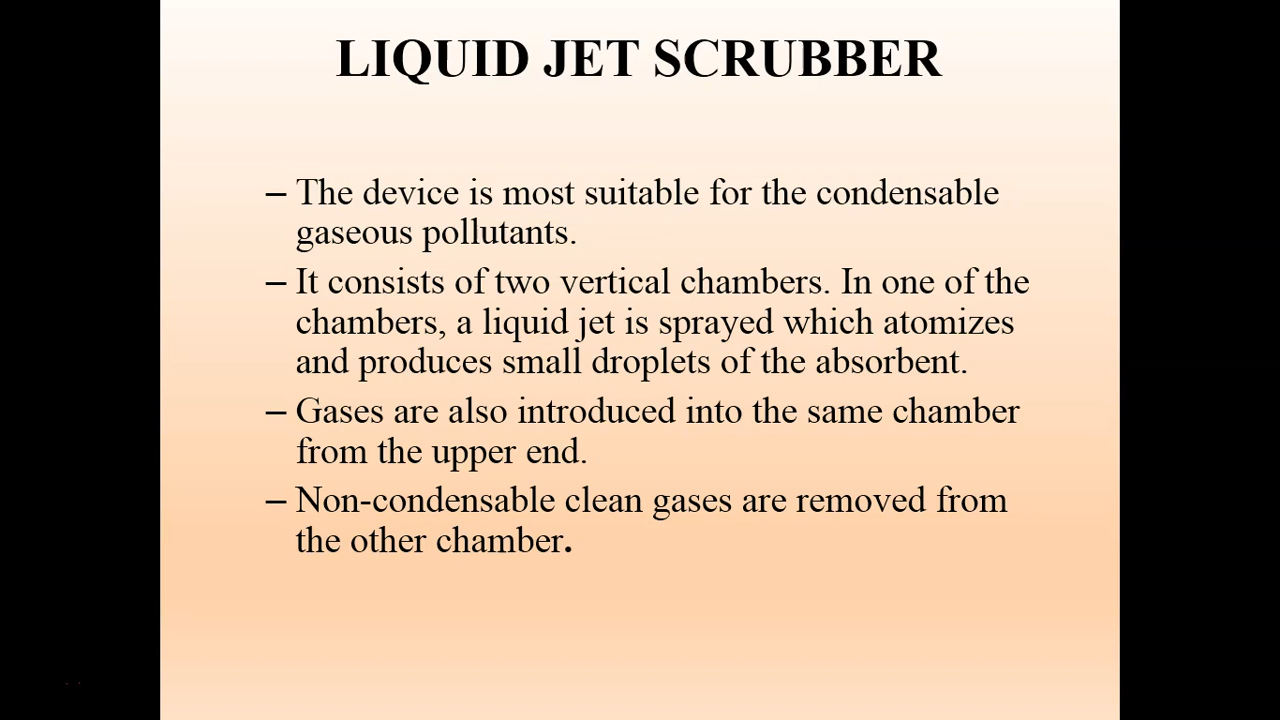 LIQUID JET SCRUBBER
– The device is most suitable for the condensable
gaseous pollutants.
– It consists of two vertical chambers. In one of the
chambers, a liquid jet is sprayed which atomizes
and produces small droplets of the absorbent.
– Gases are also introduced into the same chamber
from the upper end.
– Non-condensable clean gases are removed from
the other chamber.